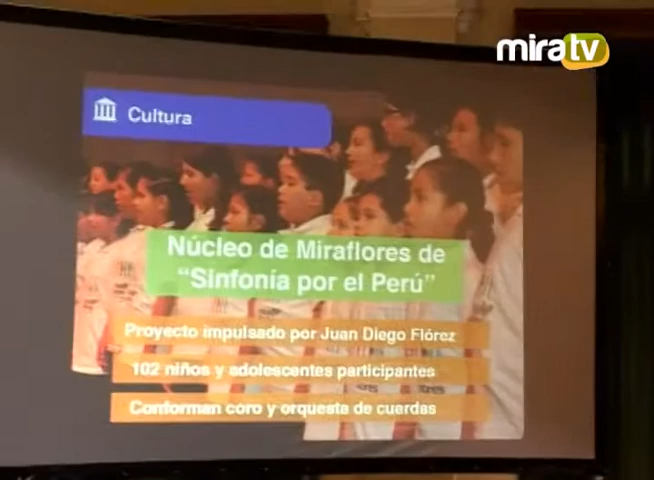 miratv
Cultura
Núcleo de Miraflores de
“Sinfonía por el Perú”
Proyecto impulsado por Juan Diego Flórez
102 niños y adolescentes participantes
Conforman coro y orquesta de cuerdas